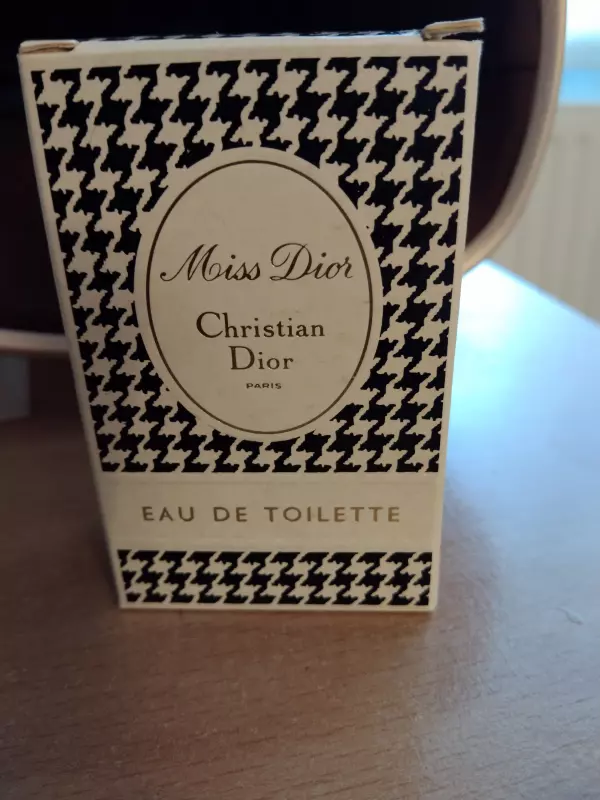 Miss Dior
Christian
Dior
PARIS
EAU DE TOILETTE